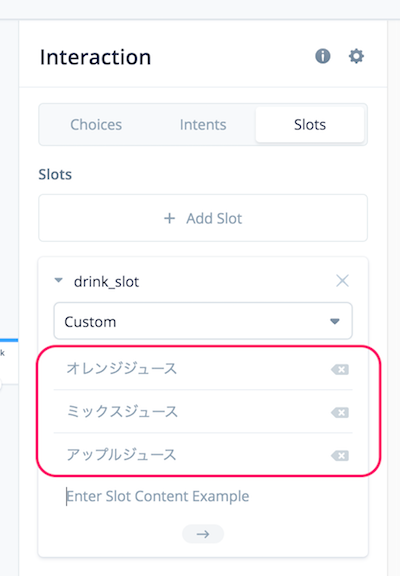 Interaction
Choices
Intents
Slots
Slots
+ Add Slot
drink_slot
Custom
オレンジジュース
ミックスジュース
アップルジュース
Enter Slot Content Example
k